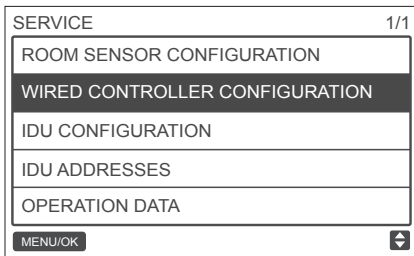 SERVICE 1/1
ROOM SENSOR CONFIGURATION
WIRED CONTROLLER CONFIGURATION
IDU CONFIGURATION
IDU ADDRESSES
OPERATION DATA
MENU/OK